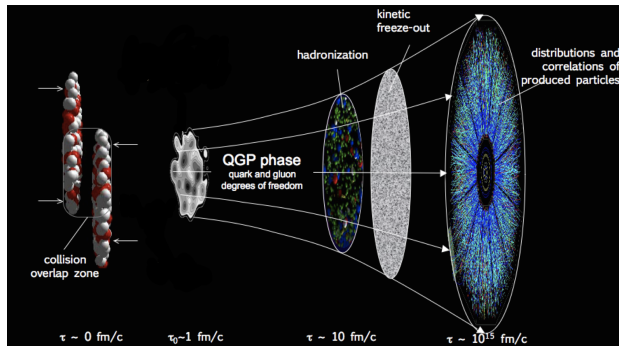 kinetic
freeze-out
hadronization
distributions and
correlations of
produced particles
QGP phase
quark and gluon
degrees of freedom
collision
overlap zone
τ ~ 0 fm/c
τ₀~1 fm/c
τ ~ 10 fm/c
τ ~ 10¹⁵ fm/c